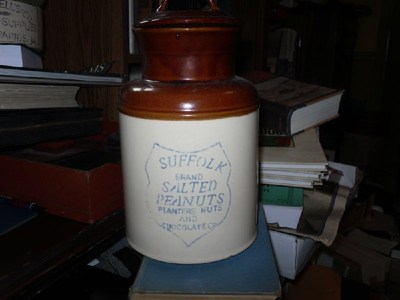 SUFFOLK
BRAND
SALTED
PEANUTS
PLANTERS NUTS
AND
CHOCOLATE CO.